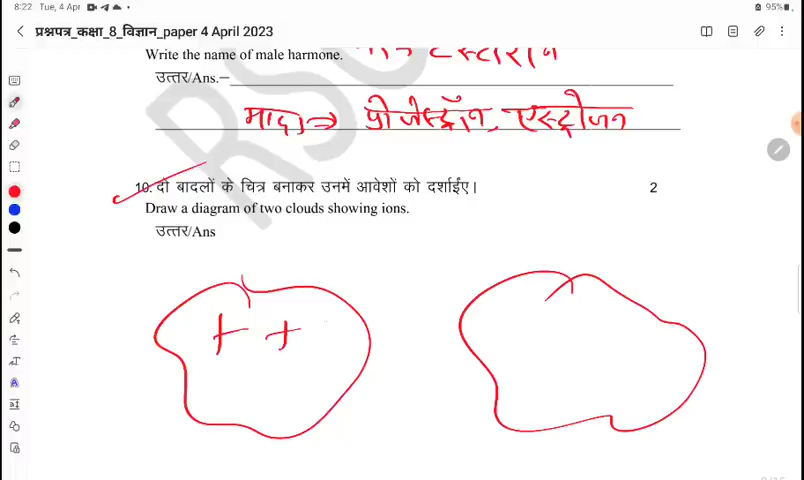 8:22 Tue, 4 Apr
95%
प्रश्नपत्र_कक्षा_8_विज्ञान_paper 4 April 2023
Write the name of male harmone.
उत्तर/Ans.-
मादा ⇒ प्रोजेस्ट्रॉन, एस्ट्रोजन
10. दो बादलों के चित्र बनाकर उनमें आवेशों को दर्शाईए। 2
Draw a diagram of two clouds showing ions.
उत्तर/Ans
+ +